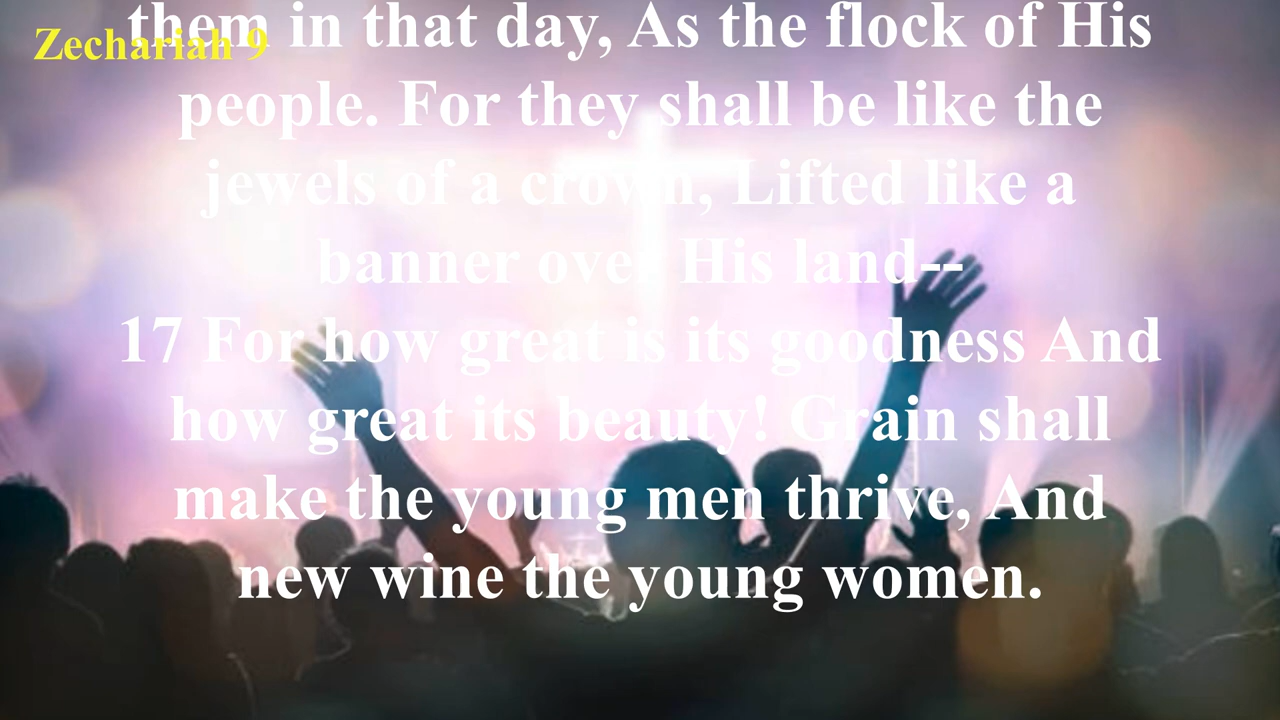 Zechariah 9
them in that day, As the flock of His
people. For they shall be like the
jewels of a crown, Lifted like a
banner over His land--
17 For how great is its goodness And
how great its beauty! Grain shall
make the young men thrive, And
new wine the young women.